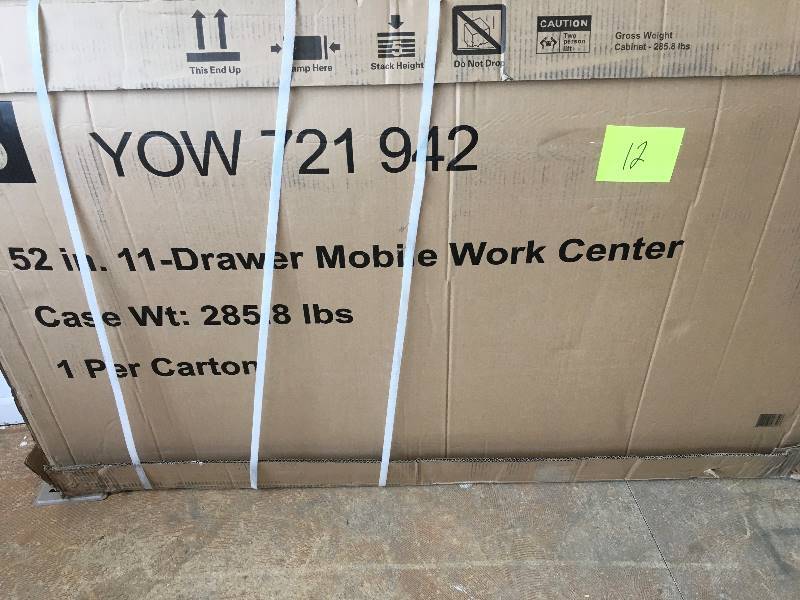 This End Up
Clamp Here
5
Stack Height
Do Not Drop
CAUTION
Two
person
lift
Gross Weight
Cabinet - 285.8 lbs
YOW 721 942
12
52 in. 11-Drawer Mobile Work Center
Case Wt: 285.8 lbs
1 Per Carton